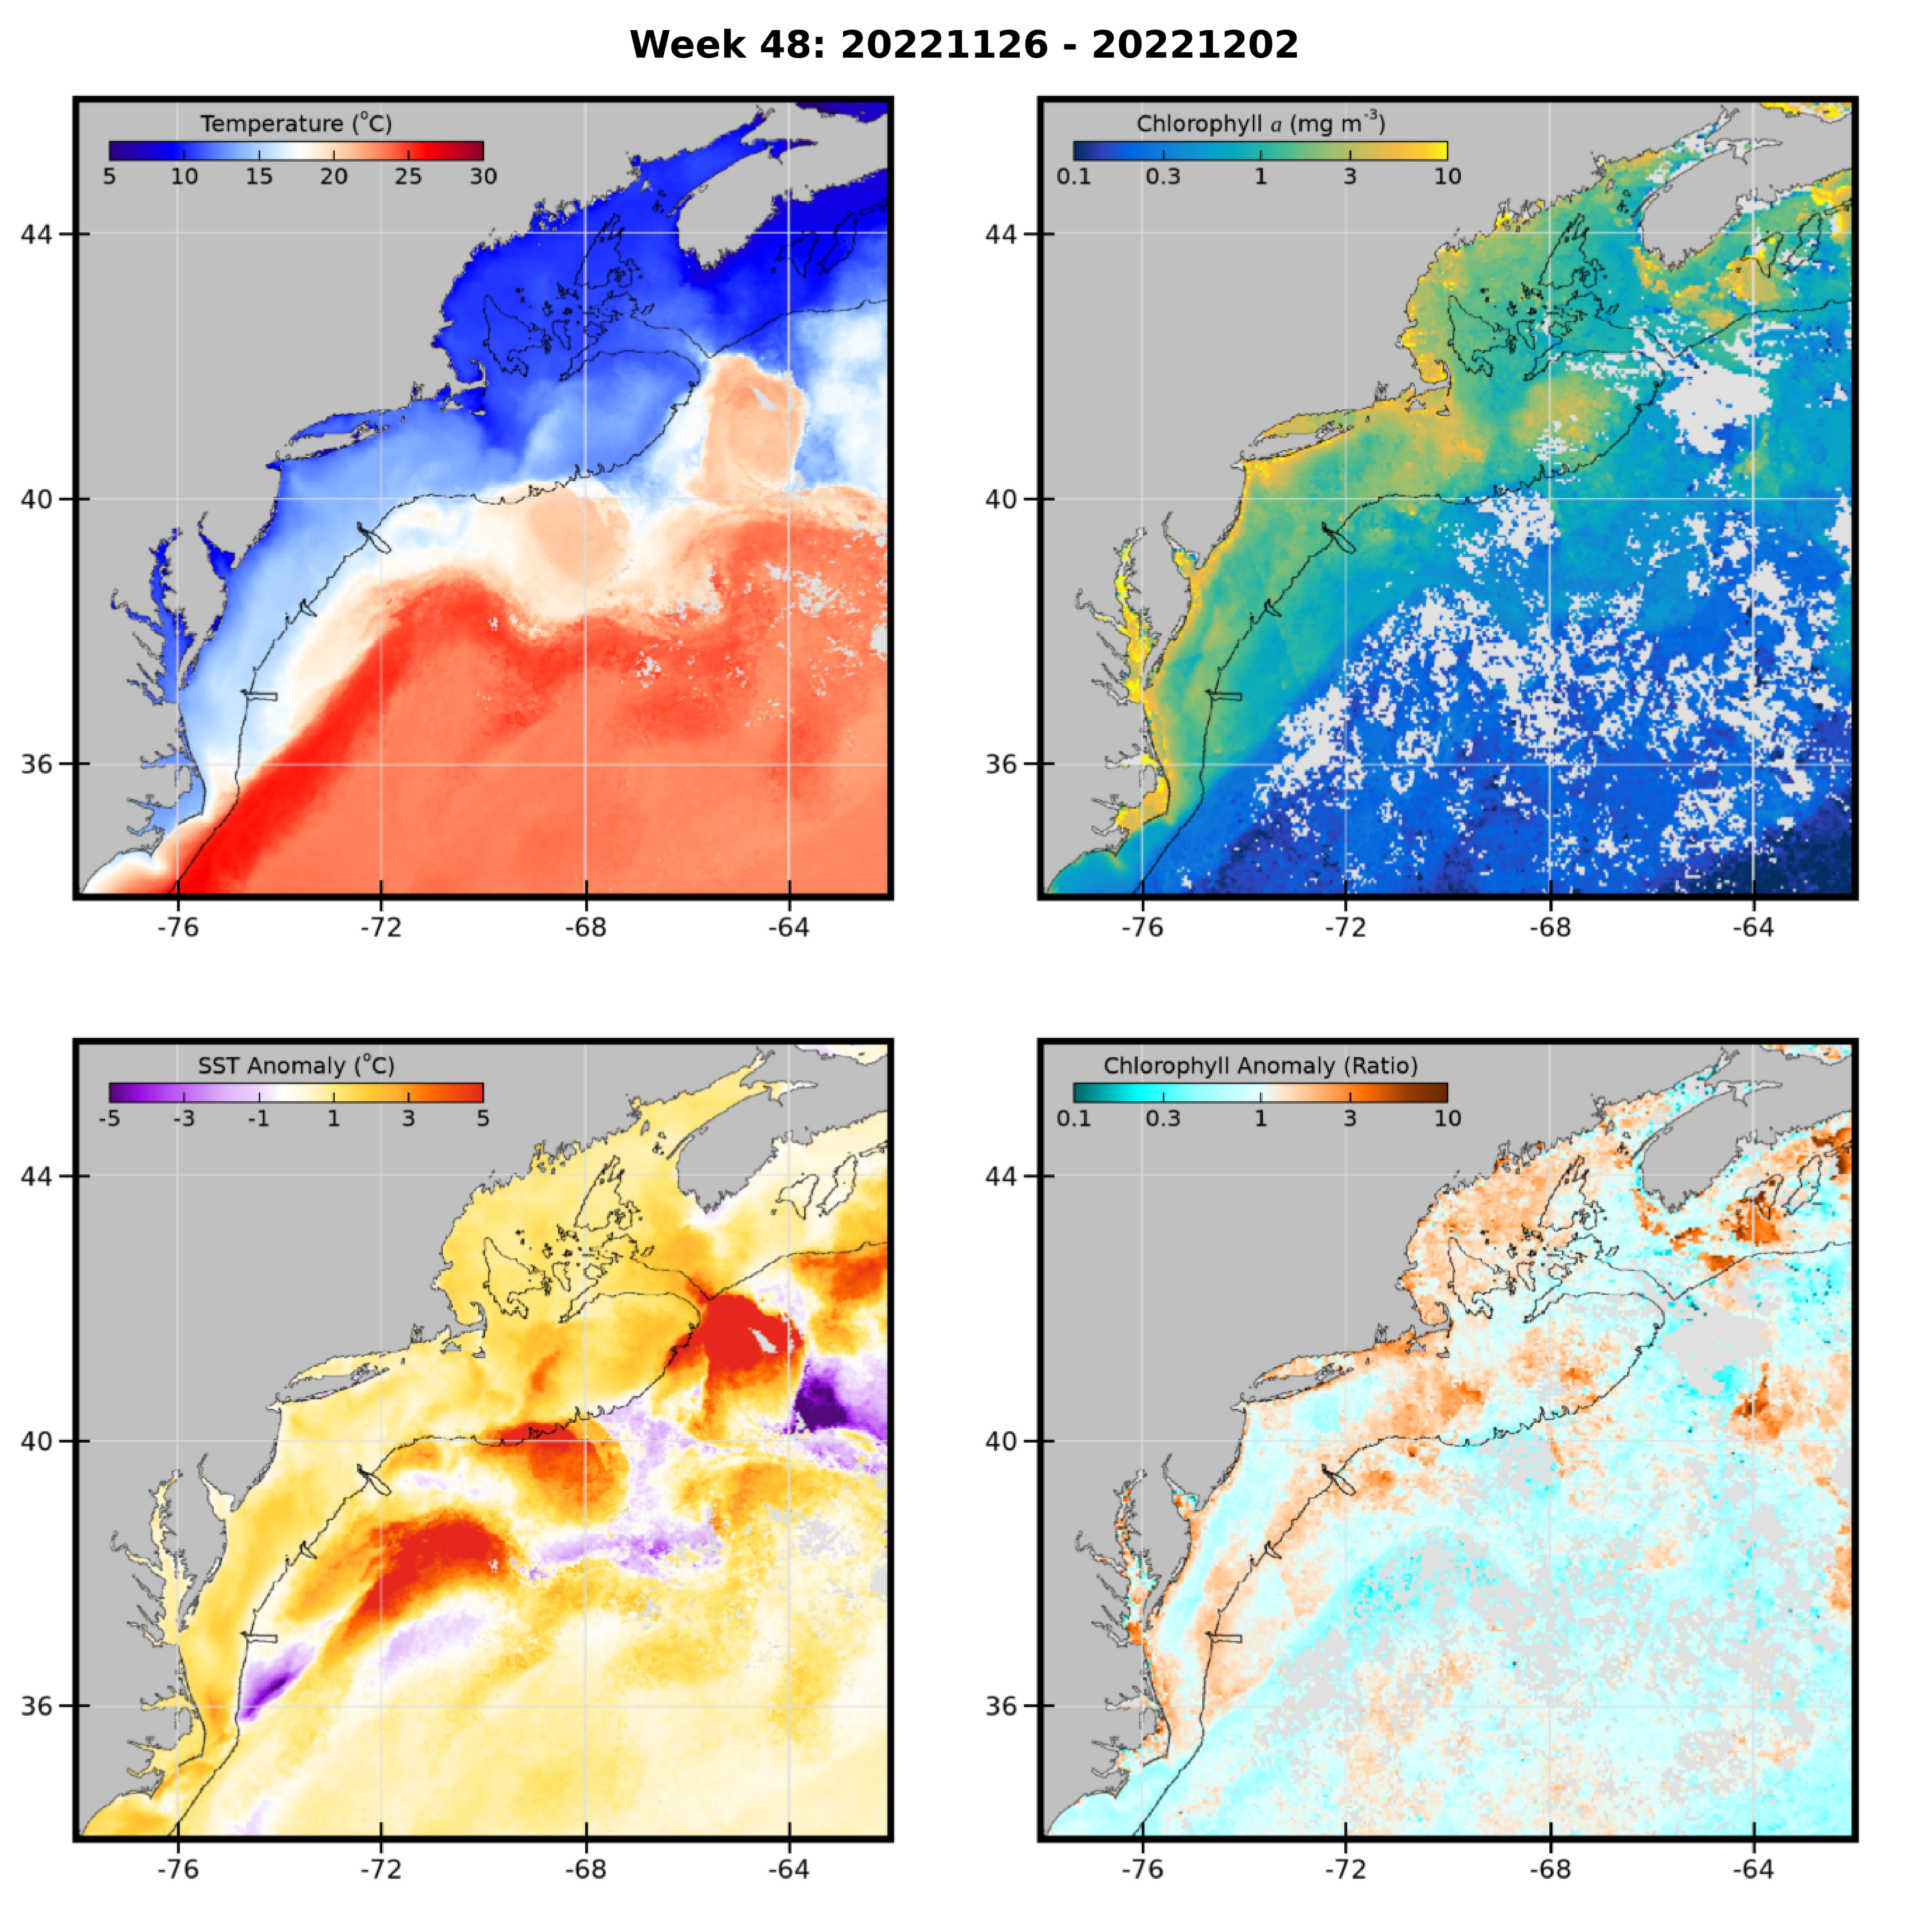 Week 48: 20221126 - 20221202
Temperature (°C)
5 10 15 20 25 30
44
40
36
-76 -72 -68 -64
Chlorophyll a (mg m⁻³)
0.1 0.3 1 3 10
44
40
36
-76 -72 -68 -64
SST Anomaly (°C)
-5 -3 -1 1 3 5
44
40
36
-76 -72 -68 -64
Chlorophyll Anomaly (Ratio)
0.1 0.3 1 3 10
44
40
36
-76 -72 -68 -64